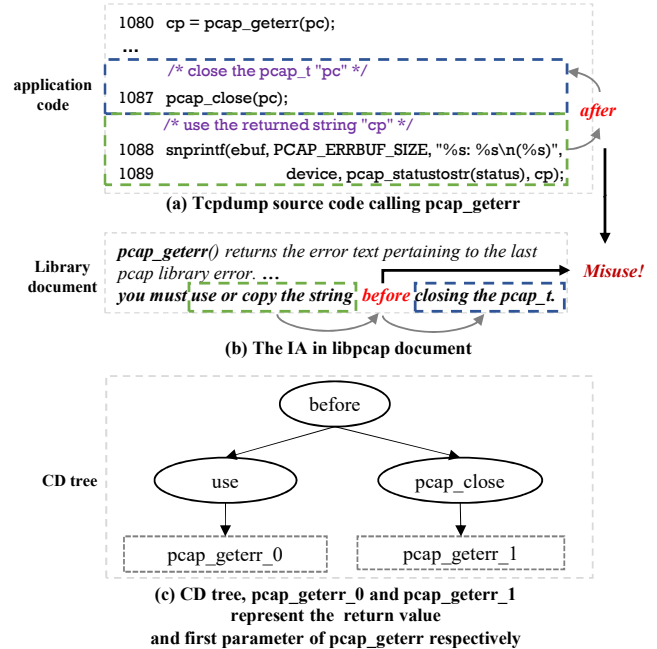 1080 cp = pcap_geterr(pc);
...
/* close the pcap_t "pc" */
application
code
1087 pcap_close(pc);
after
/* use the returned string "cp" */
1088 snprintf(ebuf, PCAP_ERRBUF_SIZE, "%s: %s\n(%s)",
1089 device, pcap_statustostr(status), cp);
(a) Tcpdump source code calling pcap_geterr
Library
document
pcap_geterr() returns the error text pertaining to the last
pcap library error. ...
you must use or copy the string before closing the pcap_t.
Misuse!
(b) The IA in libpcap document
CD tree
before
use
pcap_close
pcap_geterr_0
pcap_geterr_1
(c) CD tree, pcap_geterr_0 and pcap_geterr_1
represent the return value
and first parameter of pcap_geterr respectively